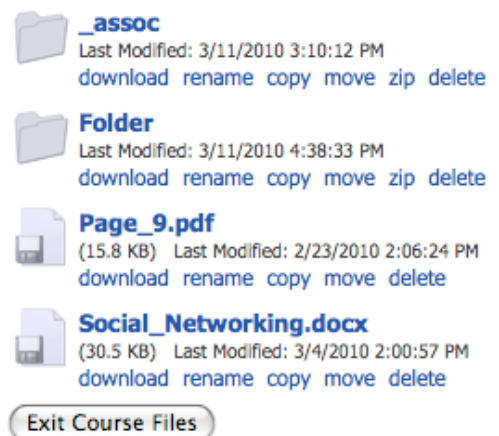 _assoc
Last Modified: 3/11/2010 3:10:12 PM
download rename copy move zip delete
Folder
Last Modified: 3/11/2010 4:38:33 PM
download rename copy move zip delete
Page_9.pdf
(15.8 KB) Last Modified: 2/23/2010 2:06:24 PM
download rename copy move delete
Social_Networking.docx
(30.5 KB) Last Modified: 3/4/2010 2:00:57 PM
download rename copy move delete
Exit Course Files